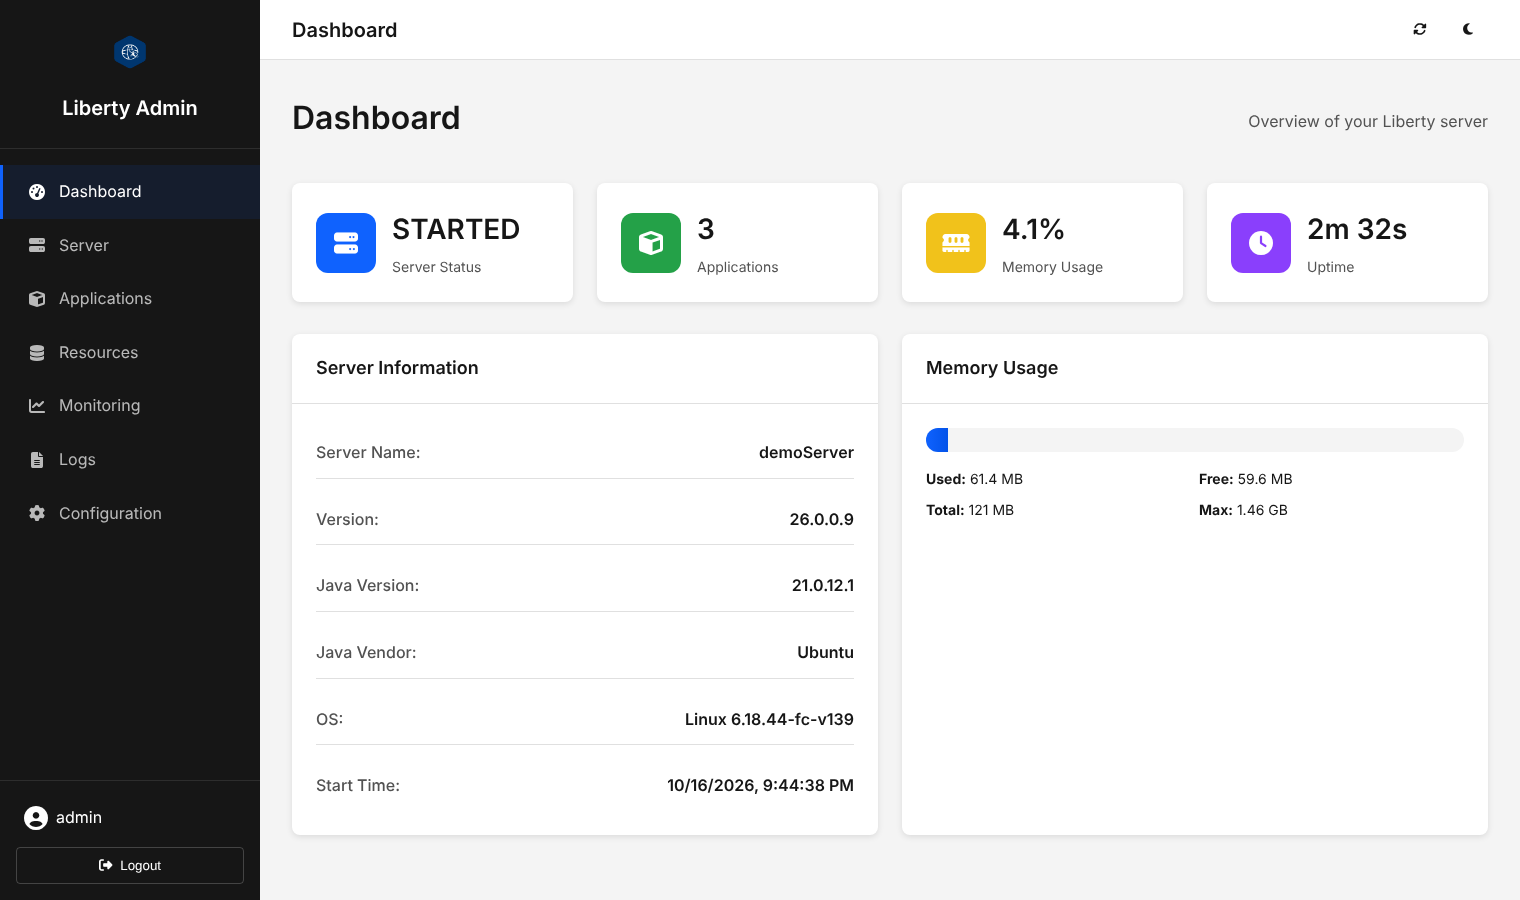 Liberty Admin
Dashboard
Server
Applications
Resources
Monitoring
Logs
Configuration
admin
Logout
Dashboard
Dashboard
Overview of your Liberty server
STARTED
Server Status
3
Applications
4.1%
Memory Usage
2m 32s
Uptime
Server Information
Server Name: demoServer
Version: 26.0.0.9
Java Version: 21.0.12.1
Java Vendor: Ubuntu
OS: Linux 6.18.44-fc-v139
Start Time: 10/16/2026, 9:44:38 PM
Memory Usage
Used: 61.4 MB
Free: 59.6 MB
Total: 121 MB
Max: 1.46 GB